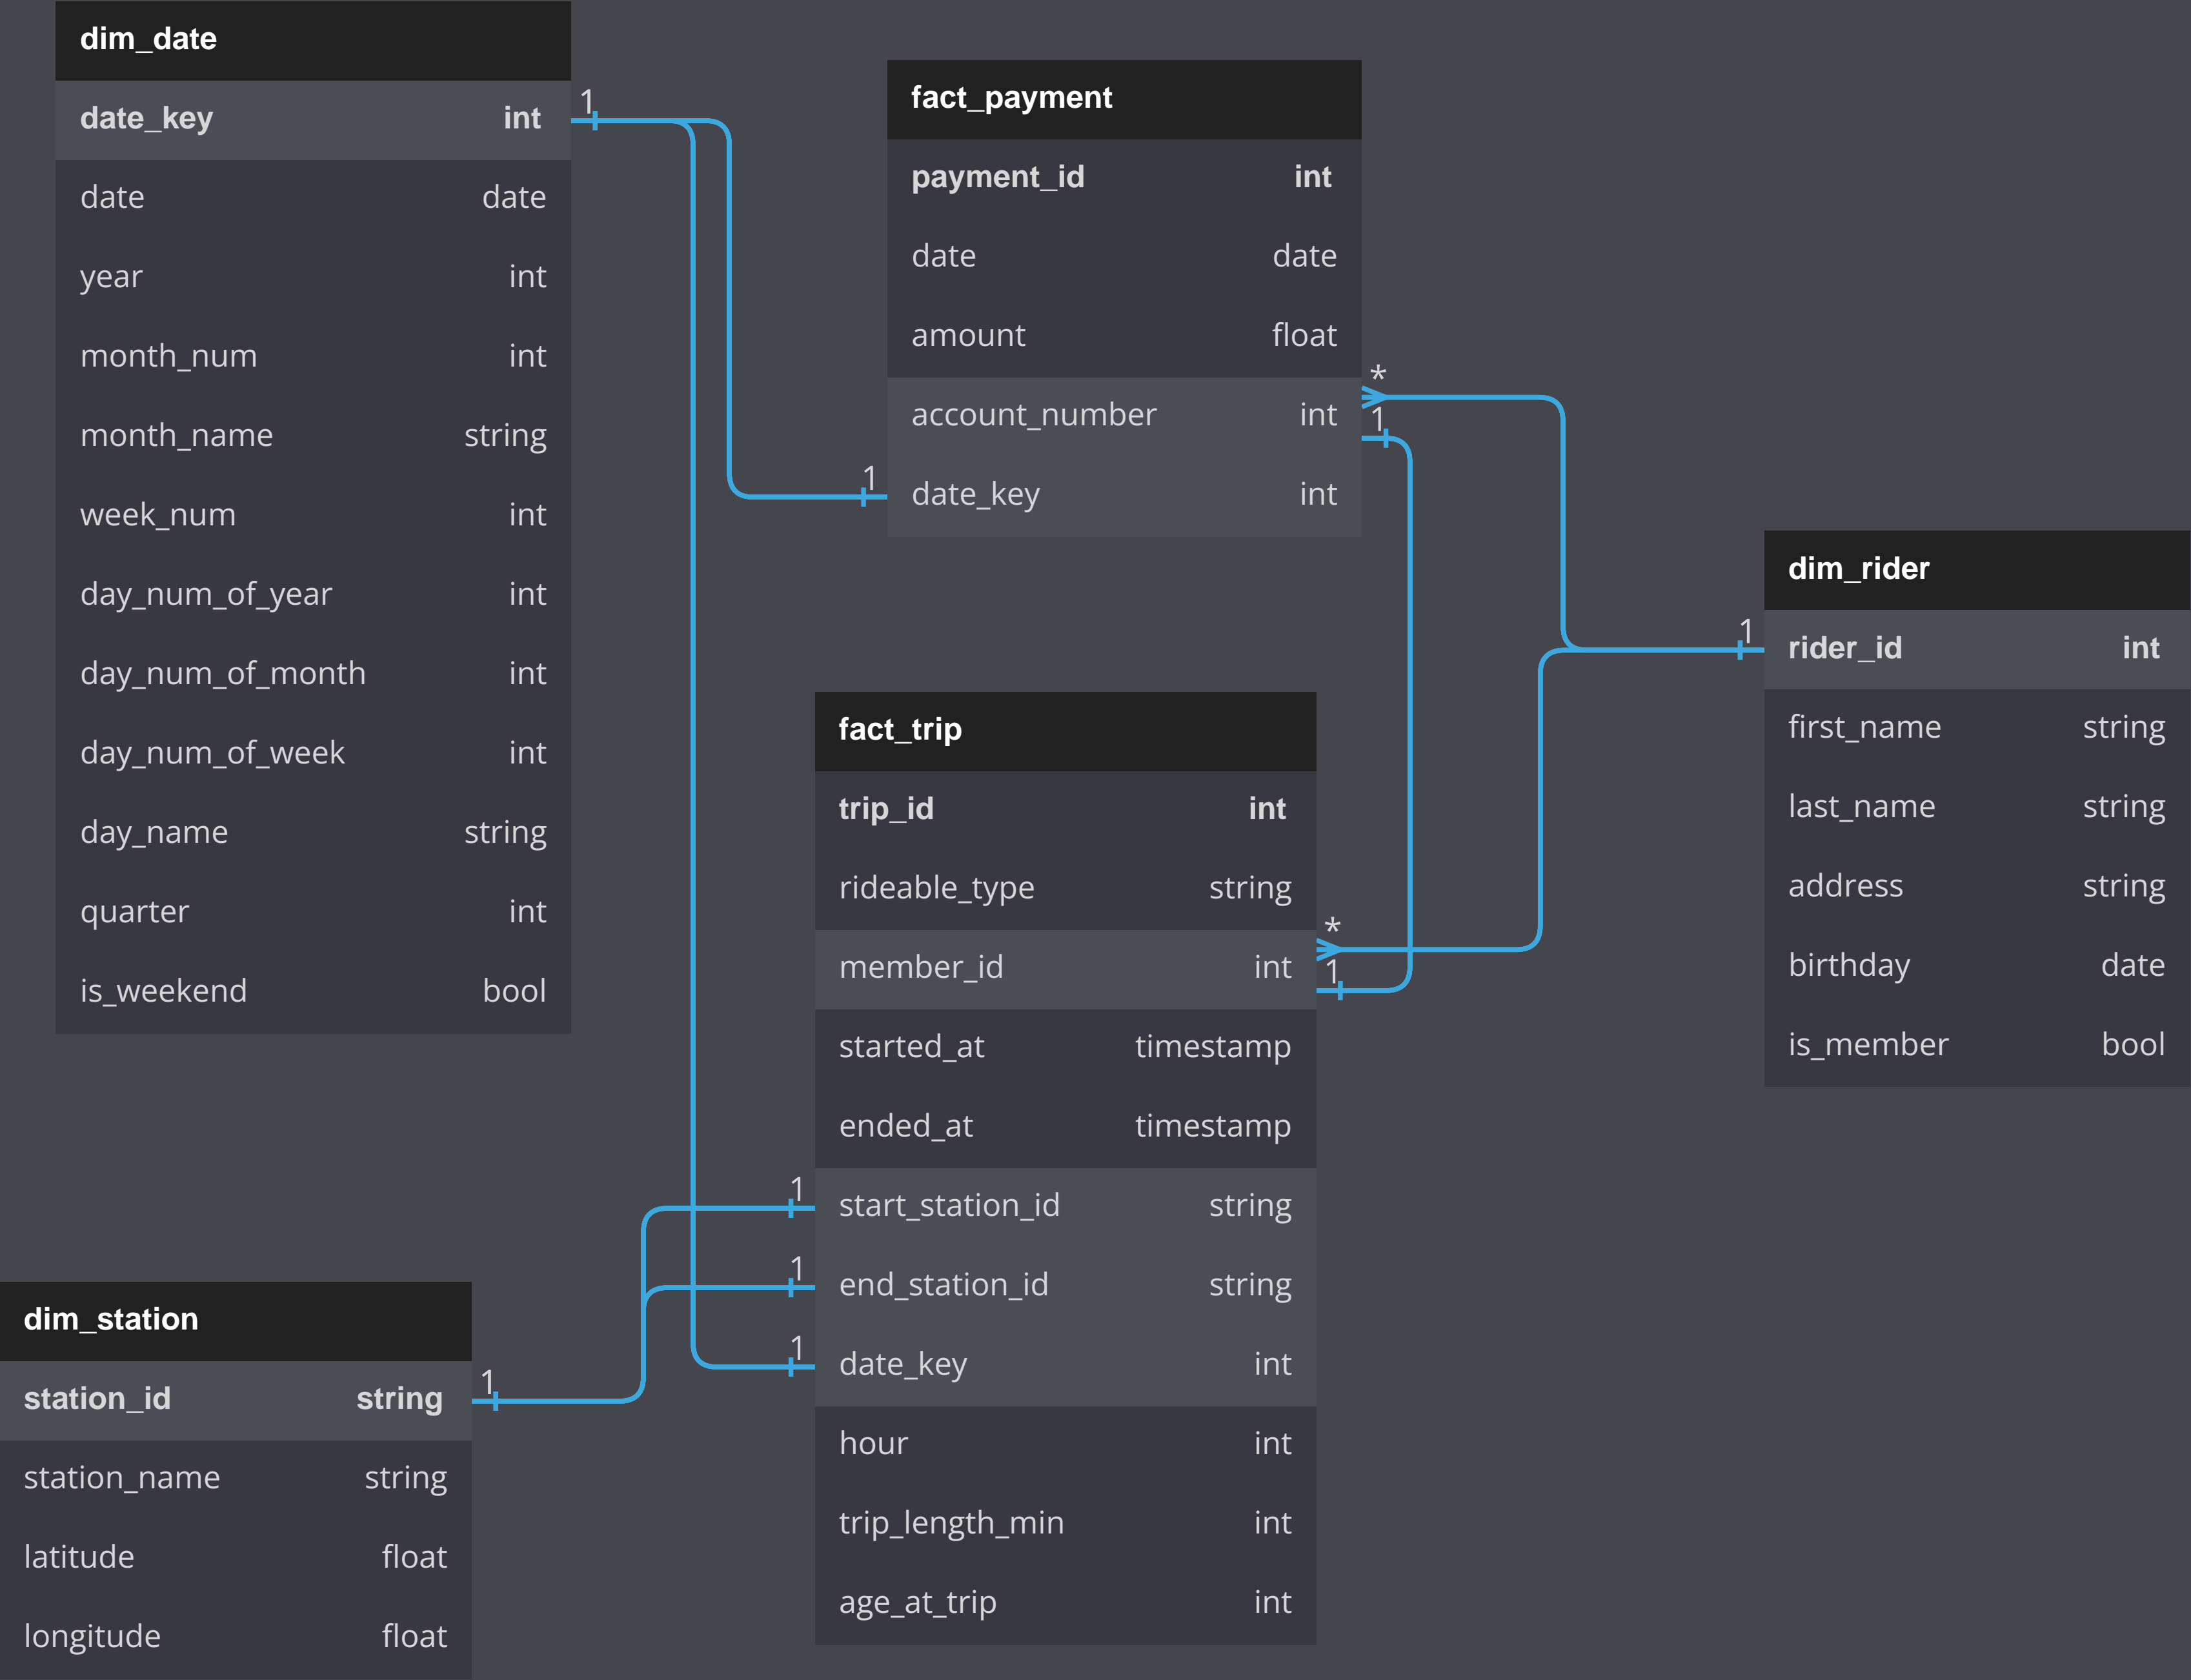 dim_date
date_key int
date date
year int
month_num int
month_name string
week_num int
day_num_of_year int
day_num_of_month int
day_num_of_week int
day_name string
quarter int
is_weekend bool
1
fact_payment
payment_id int
date date
amount float
account_number int
date_key int
*
1
1
dim_rider
rider_id int
first_name string
last_name string
address string
birthday date
is_member bool
1
fact_trip
trip_id int
rideable_type string
member_id int
started_at timestamp
ended_at timestamp
start_station_id string
end_station_id string
date_key int
hour int
trip_length_min int
age_at_trip int
*
1
1
1
1
dim_station
station_id string
station_name string
latitude float
longitude float
1